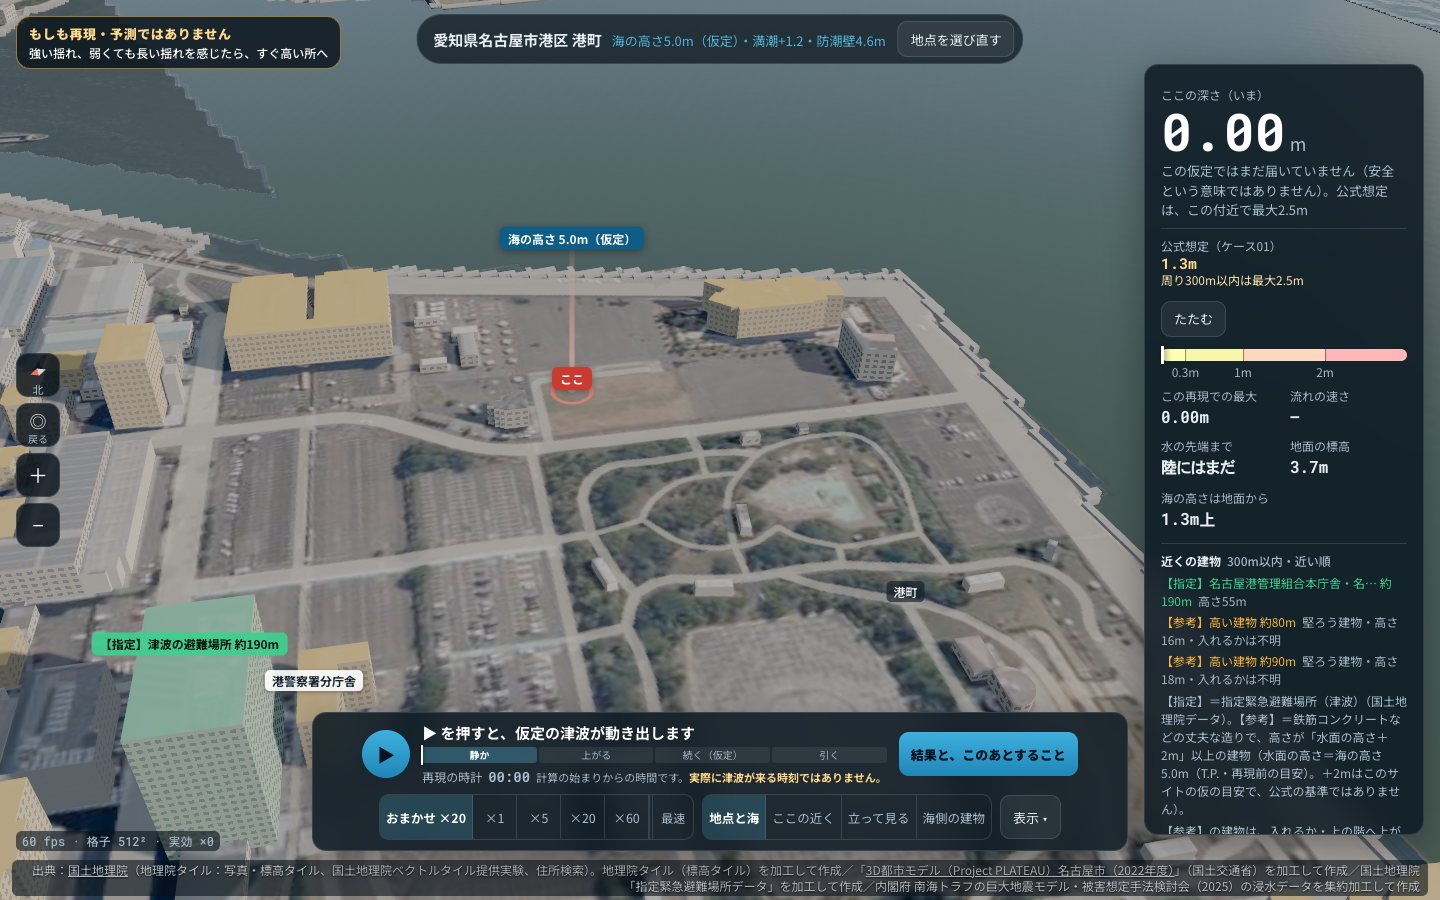 もしも再現・予測ではありません
強い揺れ、弱くても長い揺れを感じたら、すぐ高い所へ
愛知県名古屋市港区 港町
海の高さ5.0m（仮定）・満潮+1.2・防潮壁4.6m
地点を選び直す
ここの深さ（いま）
0.00 m
この仮定ではまだ届いていません（安全
という意味ではありません）。公式想定
は、この付近で最大2.5m
公式想定（ケース01）
1.3m
周り300m以内は最大2.5m
たたむ
0.3m 1m 2m
この再現での最大 流れの速さ
0.00m –
水の先端まで 地面の標高
陸にはまだ 3.7m
海の高さは地面から
1.3m上
近くの建物 300m以内・近い順
【指定】名古屋港管理組合本庁舎・名… 約
190m 高さ55m
【参考】高い建物 約80m 堅ろう建物・高さ
16m・入れるかは不明
【参考】高い建物 約90m 堅ろう建物・高さ
18m・入れるかは不明
【指定】＝指定緊急避難場所（津波）（国土地
理院データ）。【参考】＝鉄筋コンクリートな
どの丈夫な造りで、高さが「水面の高さ＋
2m」以上の建物（水面の高さ＝海の高さ
5.0m（T.P.・再現前の目安）。＋2mはこのサ
イトの仮の目安で、公式の基準ではありませ
ん）。
【参考】の建物は、入れるか・上の階へ上が
海の高さ 5.0m（仮定）
ここ
北
◎
戻る
＋
−
港町
【指定】津波の避難場所 約190m
港警察署分庁舎
▶ を押すと、仮定の津波が動き出します
静か 上がる 続く（仮定） 引く
再現の時計 00:00 計算の始まりからの時間です。実際に津波が来る時刻ではありません。
結果と、このあとすること
おまかせ ×20 ×1 ×5 ×20 ×60 最速
地点と海 ここの近く 立って見る 海側の建物
表示 ▾
60 fps · 格子 512² · 実効 ×0
出典：国土地理院（地理院タイル：写真・標高タイル、国土地理院ベクトルタイル提供実験、住所検索）。地理院タイル（標高タイル）を加工して作成／「3D都市モデル（Project PLATEAU）名古屋市（2022年度）」（国土交通省）を加工して作成／国土地理院
「指定緊急避難場所データ」を加工して作成／内閣府 南海トラフの巨大地震モデル・被害想定手法検討会（2025）の浸水データを集約加工して作成